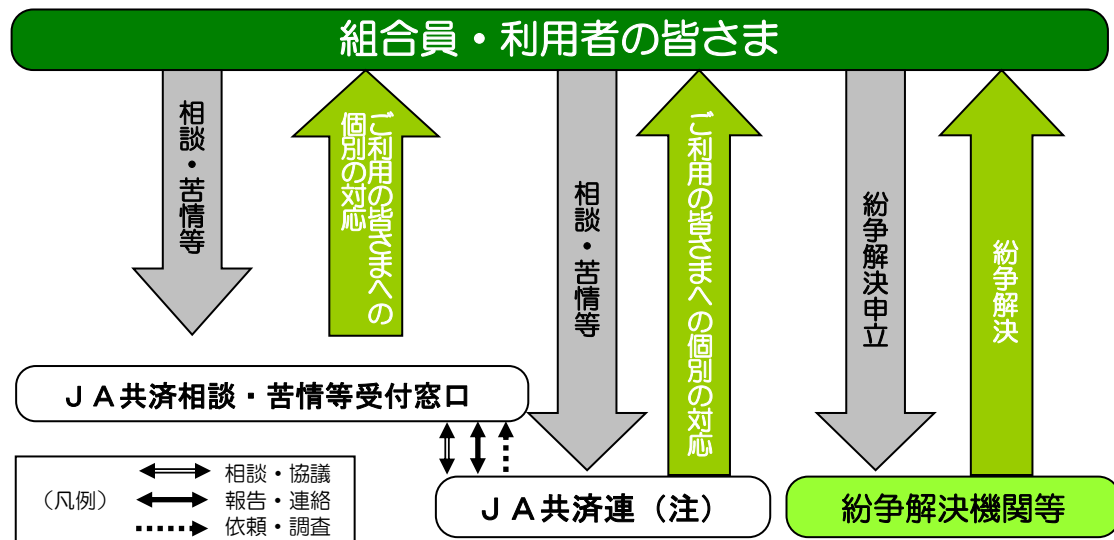 組合員・利用者の皆さま
相談・苦情等
ご利用の皆さまへの
個別の対応
相談・苦情等
ご利用の皆さまへの個別の対応
紛争解決申立
紛争解決
ＪＡ共済相談・苦情等受付窓口
（凡例）
相談・協議
報告・連絡
依頼・調査
ＪＡ共済連（注）
紛争解決機関等